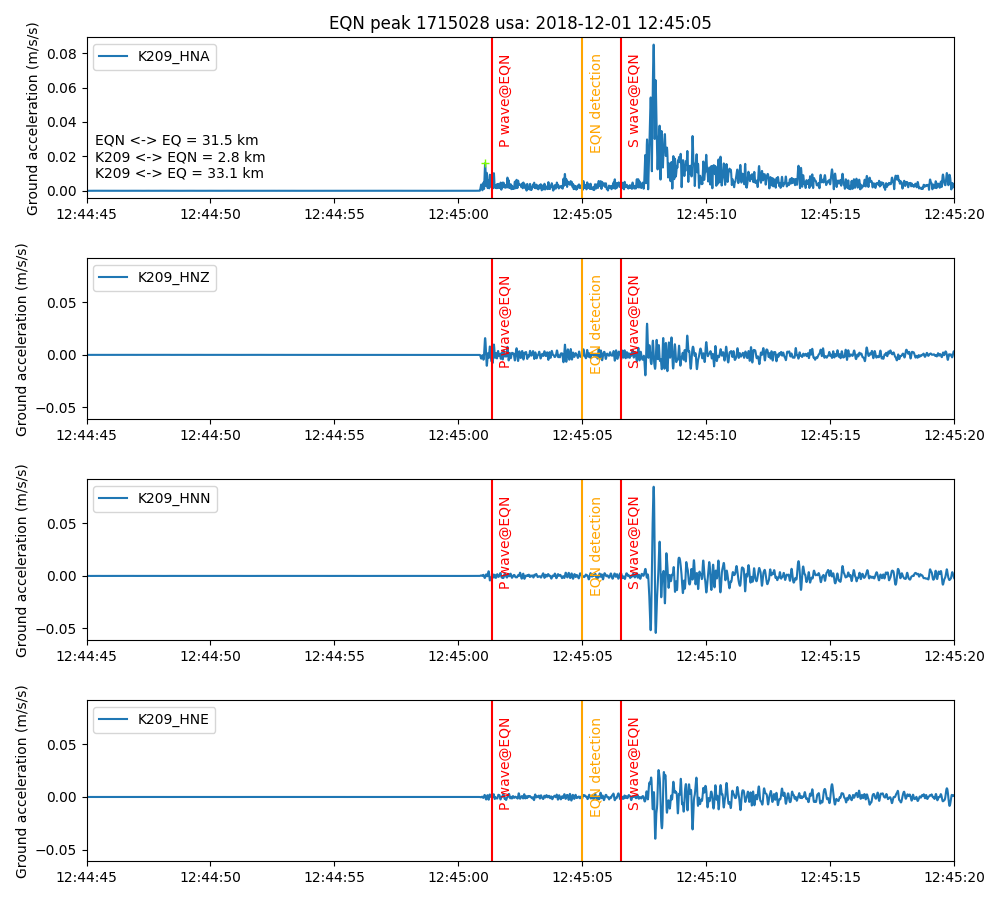 EQN peak 1715028 usa: 2018-12-01 12:45:05
Ground acceleration (m/s/s)
0.08
0.06
0.04
0.02
0.00
K209_HNA
EQN <-> EQ = 31.5 km
K209 <-> EQN = 2.8 km
K209 <-> EQ = 33.1 km
P wave@EQN
EQN detection
S wave@EQN
12:44:45 12:44:50 12:44:55 12:45:00 12:45:05 12:45:10 12:45:15 12:45:20
Ground acceleration (m/s/s)
0.05
0.00
−0.05
K209_HNZ
P wave@EQN
EQN detection
S wave@EQN
12:44:45 12:44:50 12:44:55 12:45:00 12:45:05 12:45:10 12:45:15 12:45:20
Ground acceleration (m/s/s)
0.05
0.00
−0.05
K209_HNN
P wave@EQN
EQN detection
S wave@EQN
12:44:45 12:44:50 12:44:55 12:45:00 12:45:05 12:45:10 12:45:15 12:45:20
Ground acceleration (m/s/s)
0.05
0.00
−0.05
K209_HNE
P wave@EQN
EQN detection
S wave@EQN
12:44:45 12:44:50 12:44:55 12:45:00 12:45:05 12:45:10 12:45:15 12:45:20